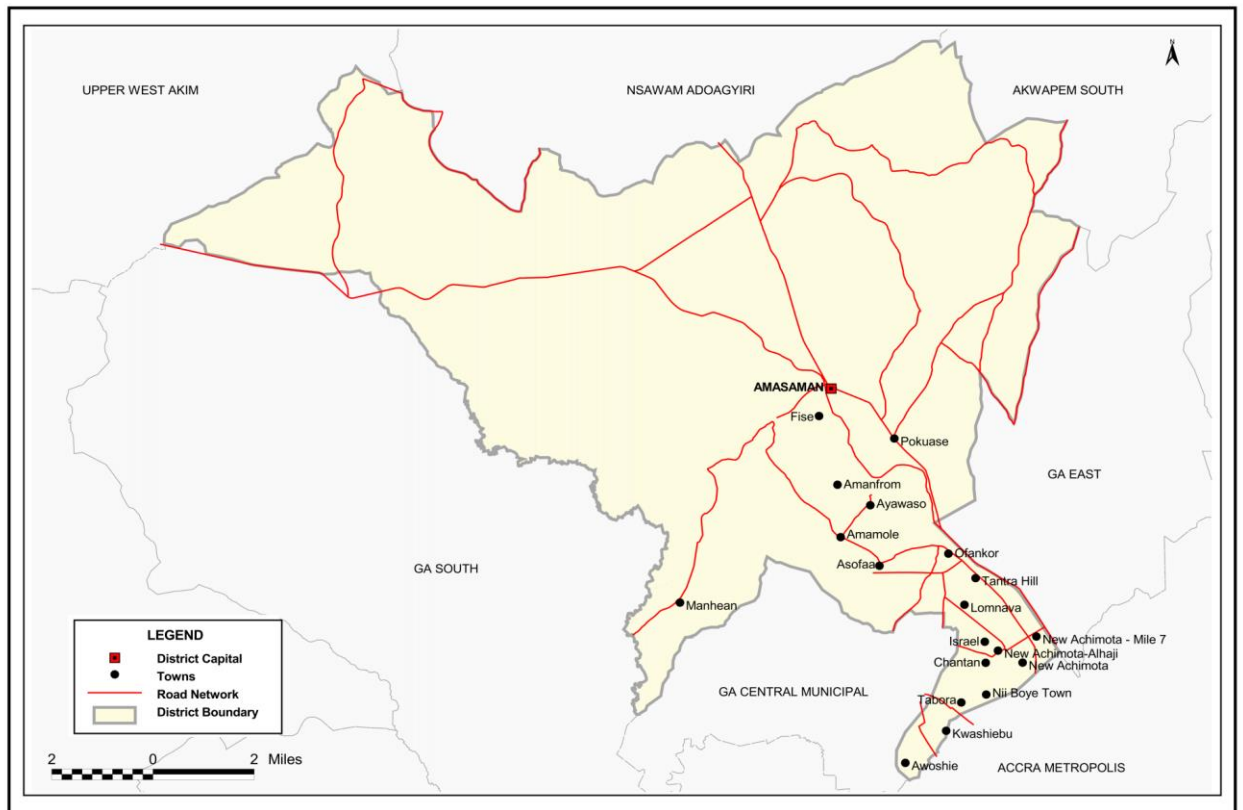 N
UPPER WEST AKIM
NSAWAM ADOAGYIRI
AKWAPEM SOUTH
AMASAMAN
Fise
Pokuase
GA EAST
Amanfrom
Ayawaso
Amamole
Ofankor
Asofaa
GA SOUTH
Tantra Hill
Manhean
Lomnava
New Achimota - Mile 7
Israel
New Achimota-Alhaji
Chantan
New Achimota
GA CENTRAL MUNICIPAL
Nii Boye Town
Tabora
Kwashiebu
Awoshie
ACCRA METROPOLIS
LEGEND
District Capital
Towns
Road Network
District Boundary
2 0 2 Miles